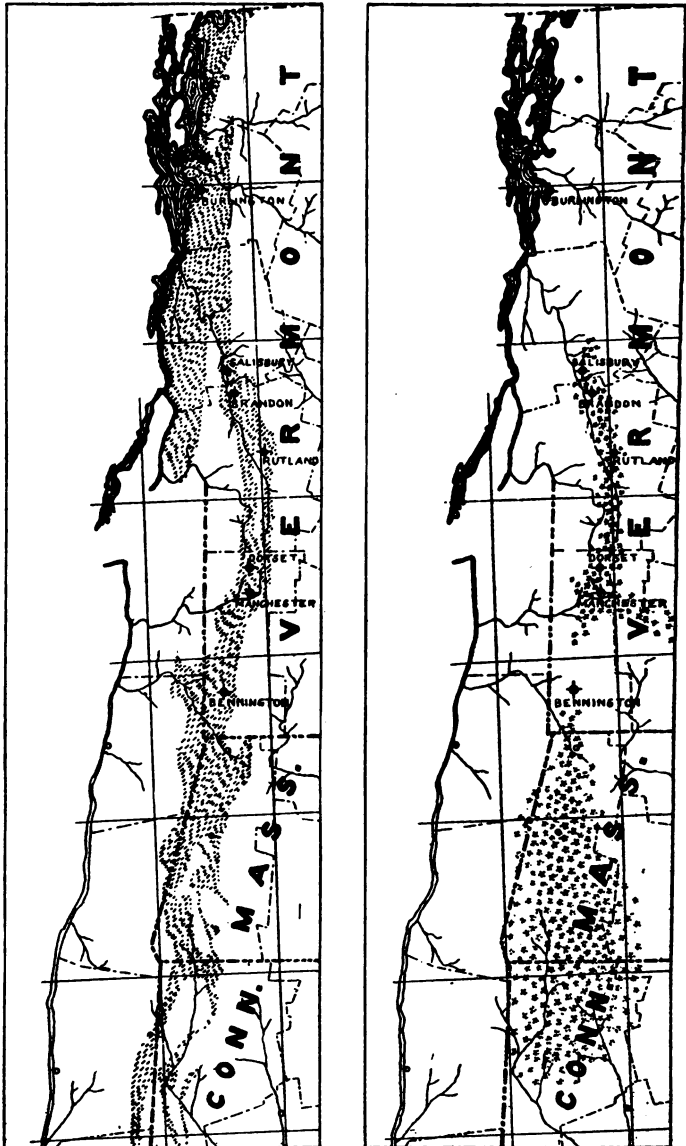 VERMONT
BURLINGTON
SALISBURY
BRANDON
RUTLAND
DORSET
MANCHESTER
BENNINGTON
MASS.
CONN.
VERMONT
BURLINGTON
SALISBURY
BRANDON
RUTLAND
DORSET
MANCHESTER
BENNINGTON
MASS.
CONN